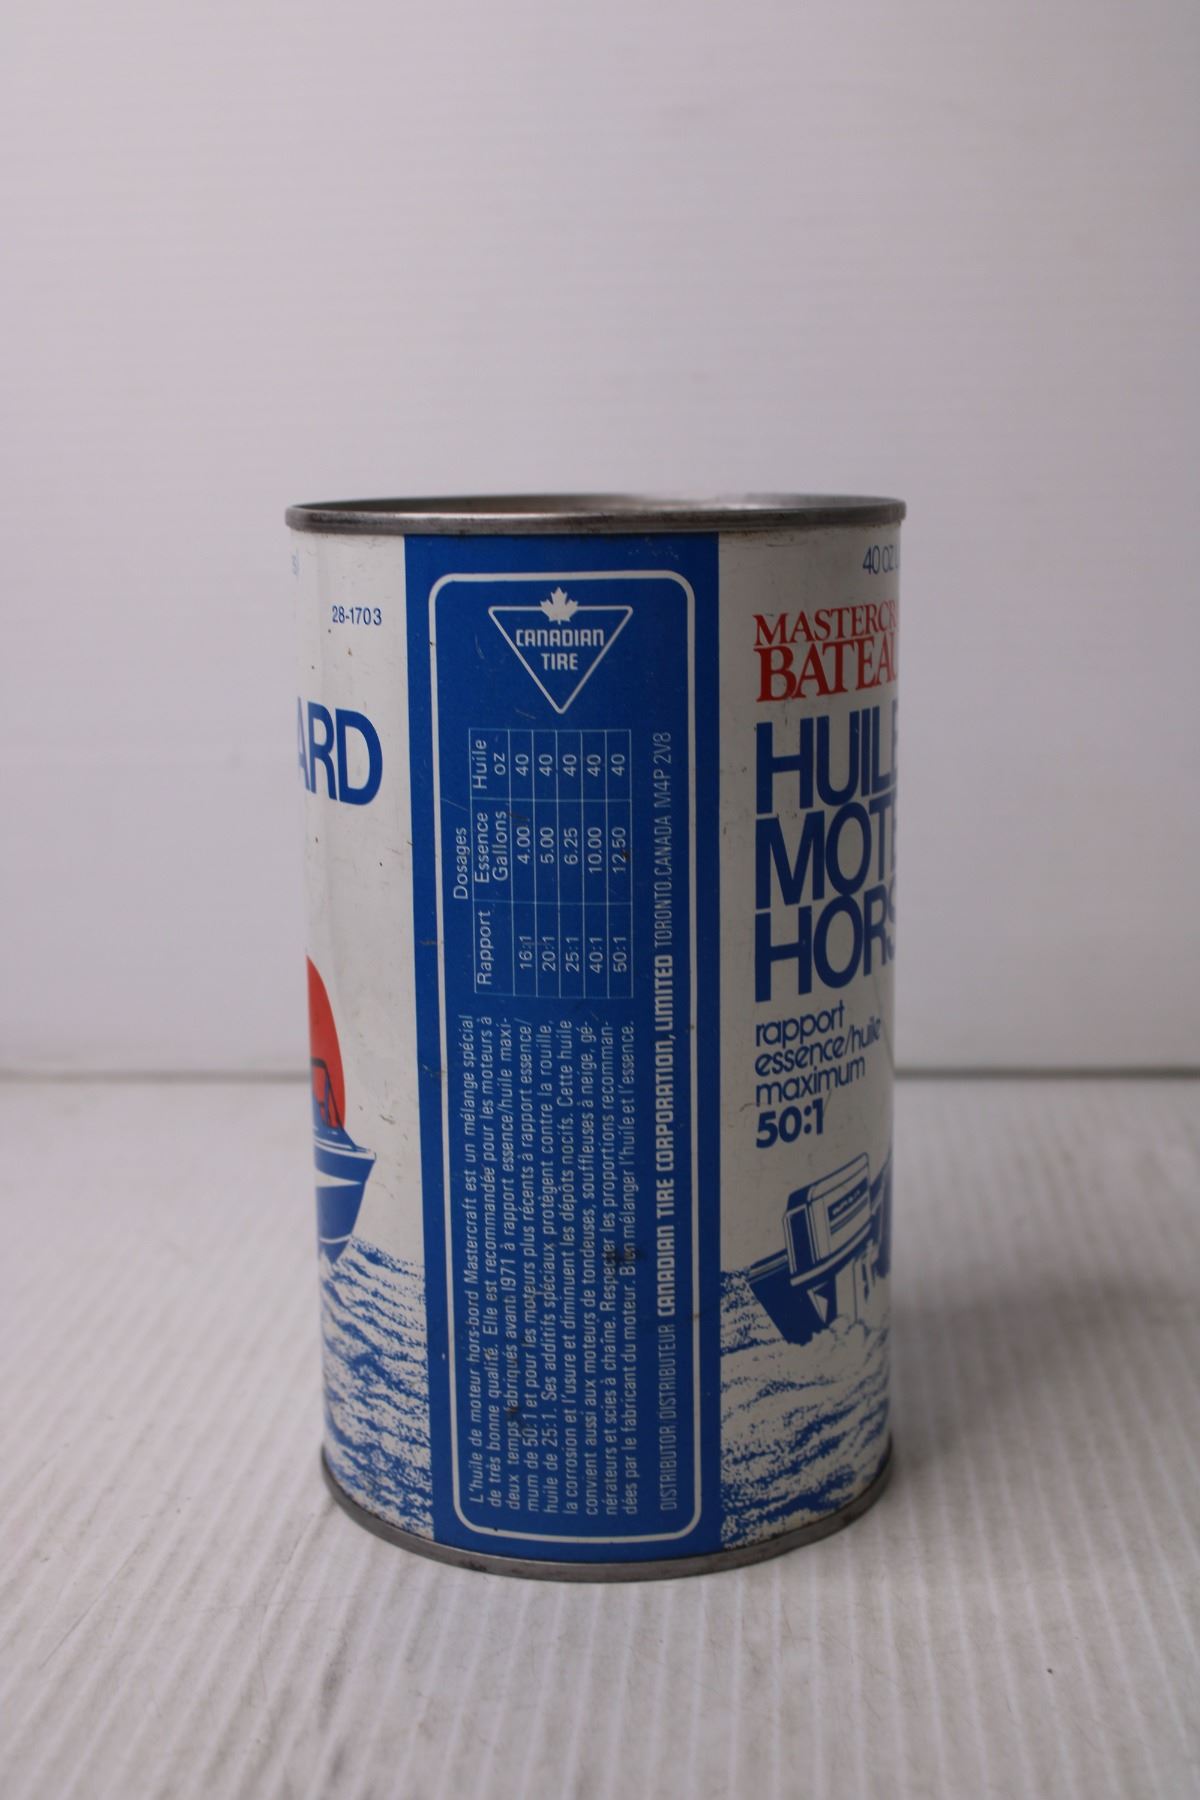 28-1703
ARD
CANADIAN
TIRE
Dosages
Rapport Essence Gallons Huile oz
16:1 4.00 40
20:1 5.00 40
25:1 6.25 40
40:1 10.00 40
50:1 12.50 40
L'huile de moteur hors-bord Mastercraft est un mélange spécial
de très bonne qualité. Elle est recommandée pour les moteurs à
deux temps fabriqués avant 1971 à rapport essence/huile maxi-
mum de 50:1 et pour les moteurs plus récents à rapport essence/
huile de 25:1. Ses additifs spéciaux protègent contre la rouille,
la corrosion et l'usure et diminuent les dépôts nocifs. Cette huile
convient aussi aux moteurs de tondeuses, souffleuses à neige, gé-
nérateurs et scies à chaîne. Respecter les proportions recomman-
dées par le fabricant du moteur. Bien mélanger l'huile et l'essence.
DISTRIBUTOR/DISTRIBUTEUR CANADIAN TIRE CORPORATION, LIMITED TORONTO, CANADA M4P 2V8
40 OZ
MASTERCR
BATEAU
HUILE
MOTE
HORS
rapport
essence/huile
maximum
50:1